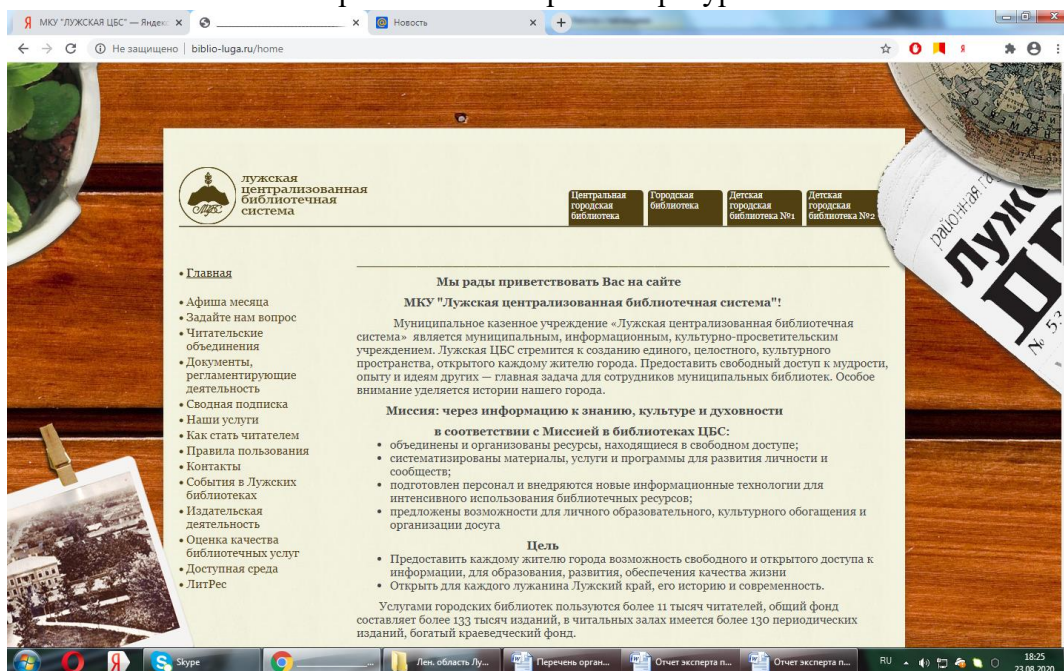 Я МКУ "ЛУЖСКАЯ ЦБС" — Яндекс
Новость
Не защищено | biblio-luga.ru/home
лужская
централизованная
библиотечная
система
Центральная
городская
библиотека
Городская
библиотека
Детская
городская
библиотека №1
Детская
городская
библиотека №2
районная
№ 53
• Главная
• Афиша месяца
• Задайте нам вопрос
• Читательские
объединения
• Документы,
регламентирующие
деятельность
• Сводная подписка
• Наши услуги
• Как стать читателем
• Правила пользования
• Контакты
• События в Лужских
библиотеках
• Издательская
деятельность
• Оценка качества
библиотечных услуг
• Доступная среда
• ЛитРес
Мы рады приветствовать Вас на сайте
МКУ "Лужская централизованная библиотечная система"!
Муниципальное казенное учреждение «Лужская централизованная библиотечная
система» является муниципальным, информационным, культурно-просветительским
учреждением. Лужская ЦБС стремится к созданию единого, целостного, культурного
пространства, открытого каждому жителю города. Предоставить свободный доступ к мудрости,
опыту и идеям других — главная задача для сотрудников муниципальных библиотек. Особое
внимание уделяется истории нашего города.
Миссия: через информацию к знанию, культуре и духовности
в соответствии с Миссией в библиотеках ЦБС:
• объединены и организованы ресурсы, находящиеся в свободном доступе;
• систематизированы материалы, услуги и программы для развития личности и
сообществ;
• подготовлен персонал и внедряются новые информационные технологии для
интенсивного использования библиотечных ресурсов;
• предложены возможности для личного образовательного, культурного обогащения и
организации досуга
Цель
• Предоставить каждому жителю города возможность свободного и открытого доступа к
информации, для образования, развития, обеспечения качества жизни
• Открыть для каждого лужанина Лужский край, его историю и современность.
Услугами городских библиотек пользуются более 11 тысяч читателей, общий фонд
составляет более 133 тысяч изданий, в читальных залах имеется более 130 периодических
изданий, богатый краеведческий фонд.
Skype
Лен. область Лу...
Перечень орган...
Отчет эксперта п...
Отчет эксперта п...
RU
18:25
23.08.2020